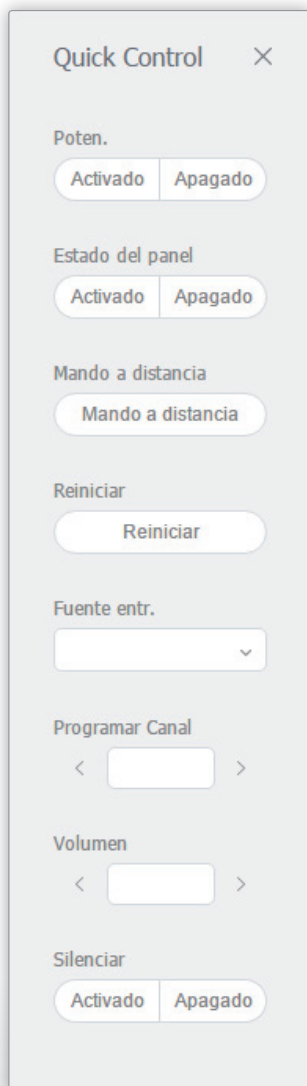 Quick Control
Poten.
Activado Apagado
Estado del panel
Activado Apagado
Mando a distancia
Mando a distancia
Reiniciar
Reiniciar
Fuente entr.
Programar Canal
Volumen
Silenciar
Activado Apagado